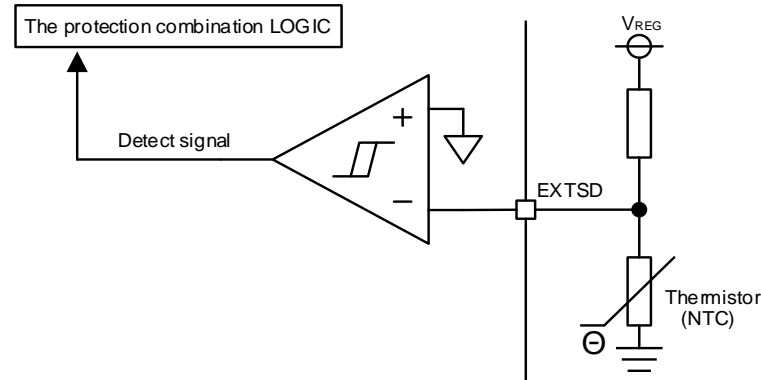 The protection combination LOGIC
VREG
Detect signal
+
−
EXTSD
Thermistor
(NTC)
Θ